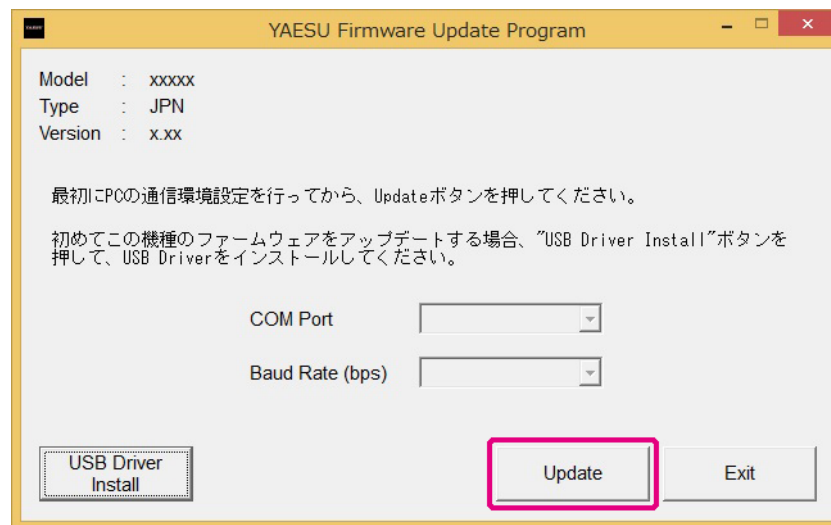 YAESU
YAESU Firmware Update Program
Model : xxxxx
Type : JPN
Version : x.xx
最初にPCの通信環境設定を行ってから、Updateボタンを押してください。
初めてこの機種のファームウェアをアップデートする場合、"USB Driver Install"ボタンを
押して、USB Driverをインストールしてください。
COM Port
Baud Rate (bps)
USB Driver
Install
Update
Exit